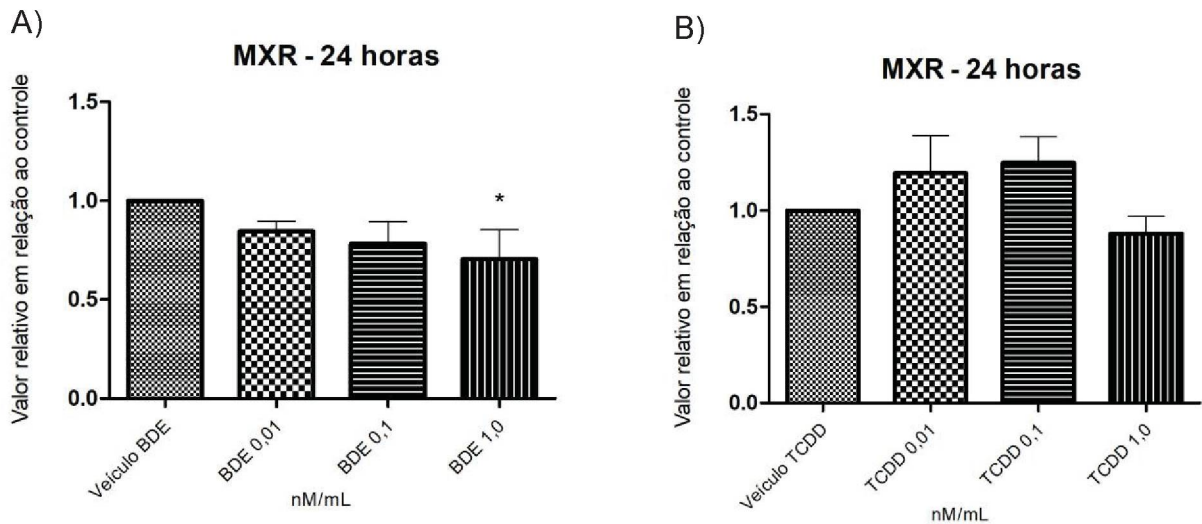 A)
MXR - 24 horas
Valor relativo em relação ao controle
1.5
1.0
0.5
0.0
*
Veículo BDE
BDE 0,01
BDE 0,1
BDE 1,0
nM/mL
B)
MXR - 24 horas
Valor relativo em relação ao controle
1.5
1.0
0.5
0.0
Veículo TCDD
TCDD 0,01
TCDD 0,1
TCDD 1,0
nM/mL